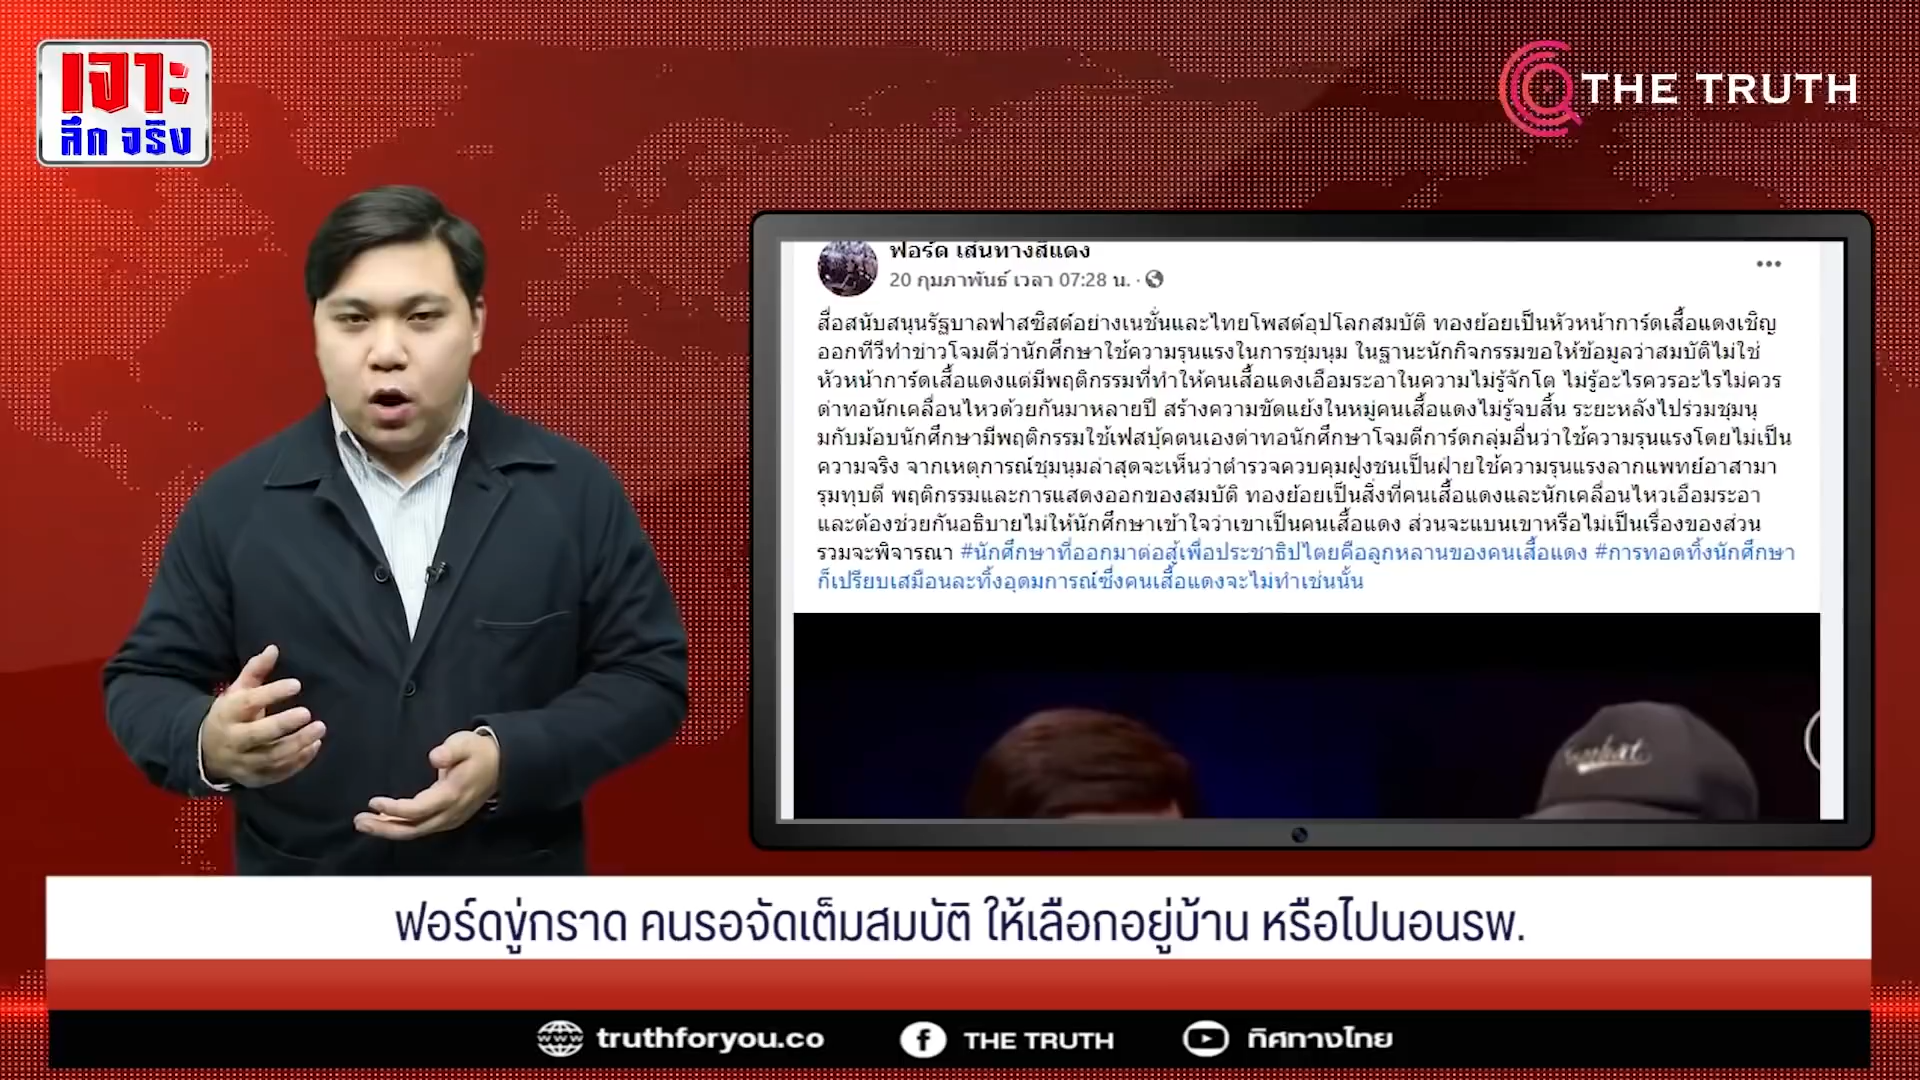 เจาะ
ลึก จริง
THE TRUTH
ฟอร์ด เส้นทางสีแดง
20 กุมภาพันธ์ เวลา 07:28 น. ·
สื่อสนับสนุนรัฐบาลฟาสซิสต์อย่างเนชั่นและไทยโพสต์อุปโลกสมบัติ ทองย้อยเป็นหัวหน้าการ์ดเสื้อแดงเชิญ
ออกทีวีทำข่าวโจมตีว่านักศึกษาใช้ความรุนแรงในการชุมนุม ในฐานะนักกิจกรรมขอให้ข้อมูลว่าสมบัติไม่ใช่
หัวหน้าการ์ดเสื้อแดงแต่มีพฤติกรรมที่ทำให้คนเสื้อแดงเอือมระอาในความไม่รู้จักโต ไม่รู้อะไรควรอะไรไม่ควร
ด่าทอนักเคลื่อนไหวด้วยกันมาหลายปี สร้างความขัดแย้งในหมู่คนเสื้อแดงไม่รู้จบสิ้น ระยะหลังไปร่วมชุมนุ
มกับม้อบนักศึกษามีพฤติกรรมใช้เฟสบุ้คตนเองด่าทอนักศึกษาโจมตีการ์ดกลุ่มอื่นว่าใช้ความรุนแรงโดยไม่เป็น
ความจริง จากเหตุการณ์ชุมนุมล่าสุดจะเห็นว่าตำรวจควบคุมฝูงชนเป็นฝ่ายใช้ความรุนแรงลากแพทย์อาสามา
รุมทุบตี พฤติกรรมและการแสดงออกของสมบัติ ทองย้อยเป็นสิ่งที่คนเสื้อแดงและนักเคลื่อนไหวเอือมระอา
และต้องช่วยกันอธิบายไม่ให้นักศึกษาเข้าใจว่าเขาเป็นคนเสื้อแดง ส่วนจะแบนเขาหรือไม่เป็นเรื่องของส่วน
รวมจะพิจารณา #นักศึกษาที่ออกมาต่อสู้เพื่อประชาธิปไตยคือลูกหลานของคนเสื้อแดง #การทอดทิ้งนักศึกษา
ก็เปรียบเสมือนละทิ้งอุดมการณ์ซึ่งคนเสื้อแดงจะไม่ทำเช่นนั้น
ฟอร์ดขู่กราด คนรอจัดเต็มสมบัติ ให้เลือกอยู่บ้าน หรือไปนอนรพ.
www truthforyou.co
THE TRUTH
ทิศทางไทย